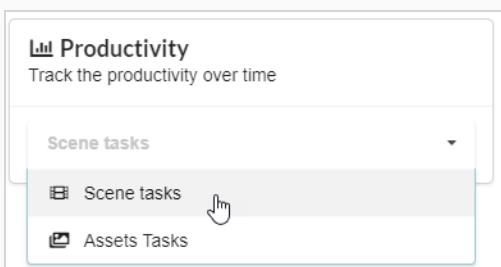 Productivity
Track the productivity over time
Scene tasks
Scene tasks
Assets Tasks